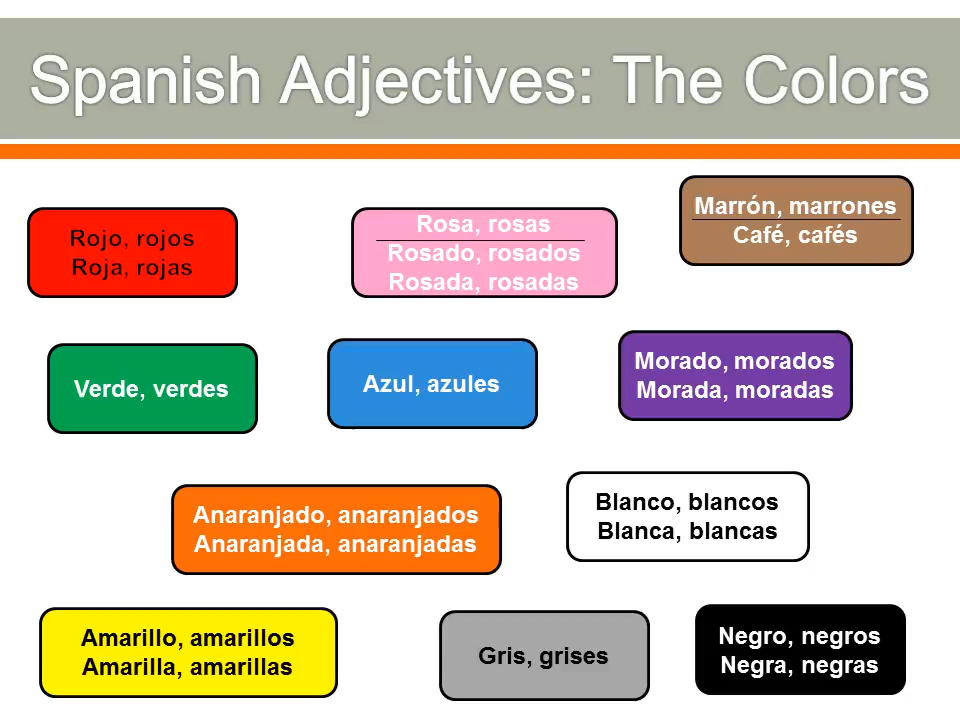 Spanish Adjectives: The Colors
Rojo, rojos
Roja, rojas
Rosa, rosas
Rosado, rosados
Rosada, rosadas
Marrón, marrones
Café, cafés
Verde, verdes
Azul, azules
Morado, morados
Morada, moradas
Anaranjado, anaranjados
Anaranjada, anaranjadas
Blanco, blancos
Blanca, blancas
Amarillo, amarillos
Amarilla, amarillas
Gris, grises
Negro, negros
Negra, negras